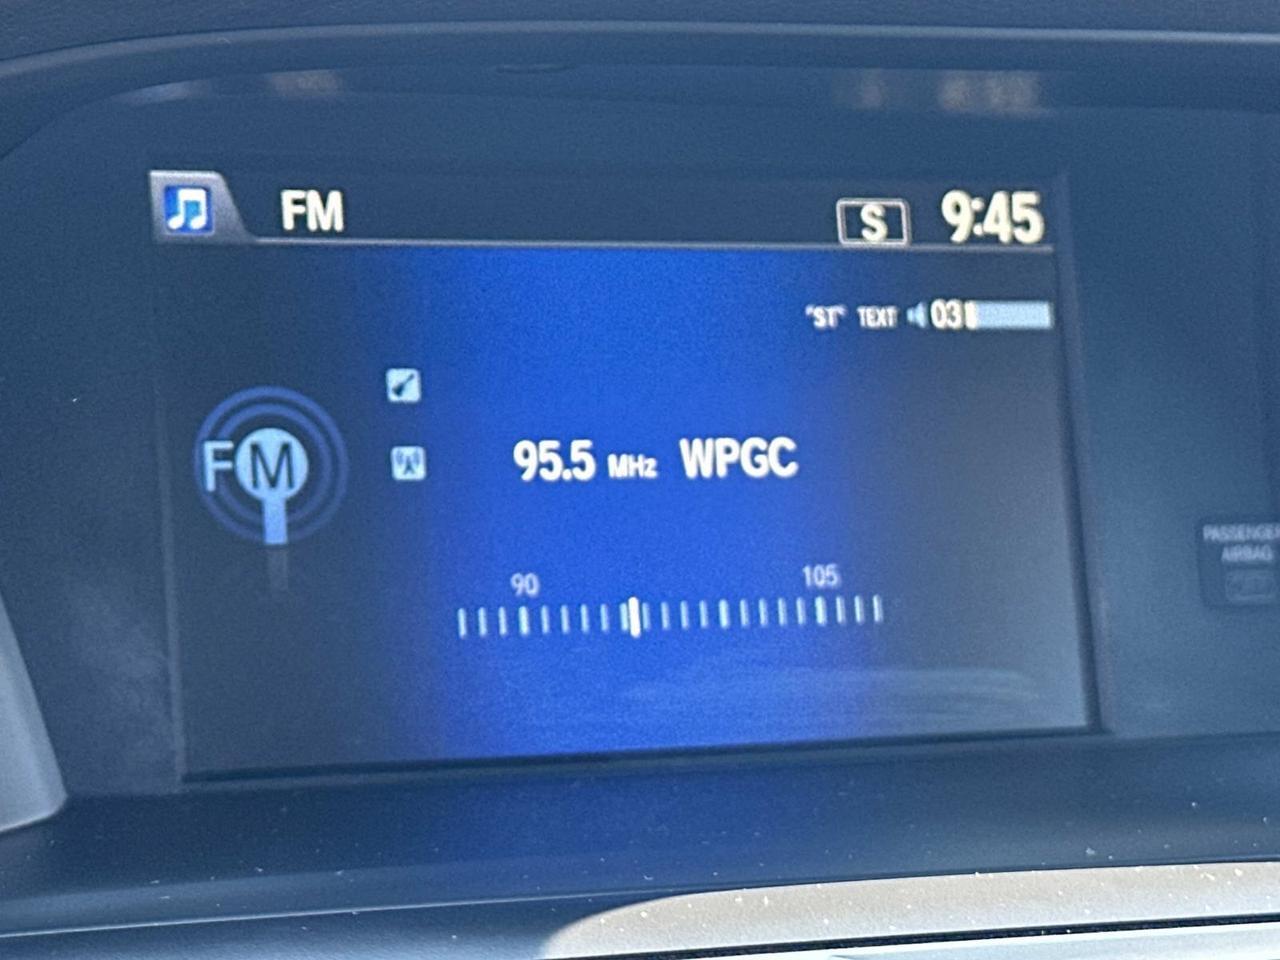 FM S 9:45
"ST" TEXT 03
FM
95.5 MHz WPGC
90 105
PASSENGER
AIRBAG